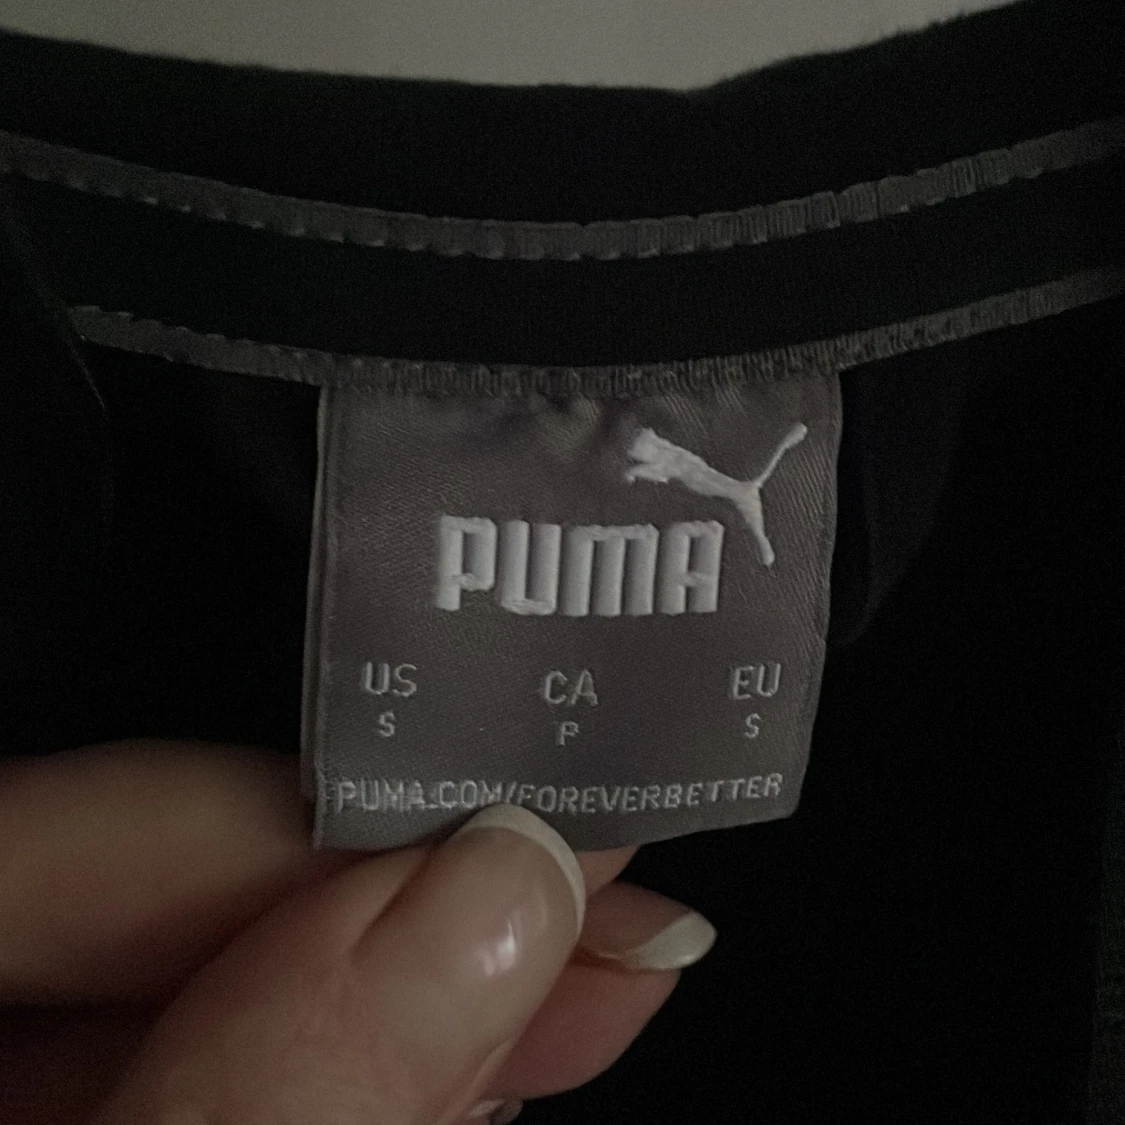 PUMA
US CA EU
S P S
PUMA.COM/FOREVERBETTER